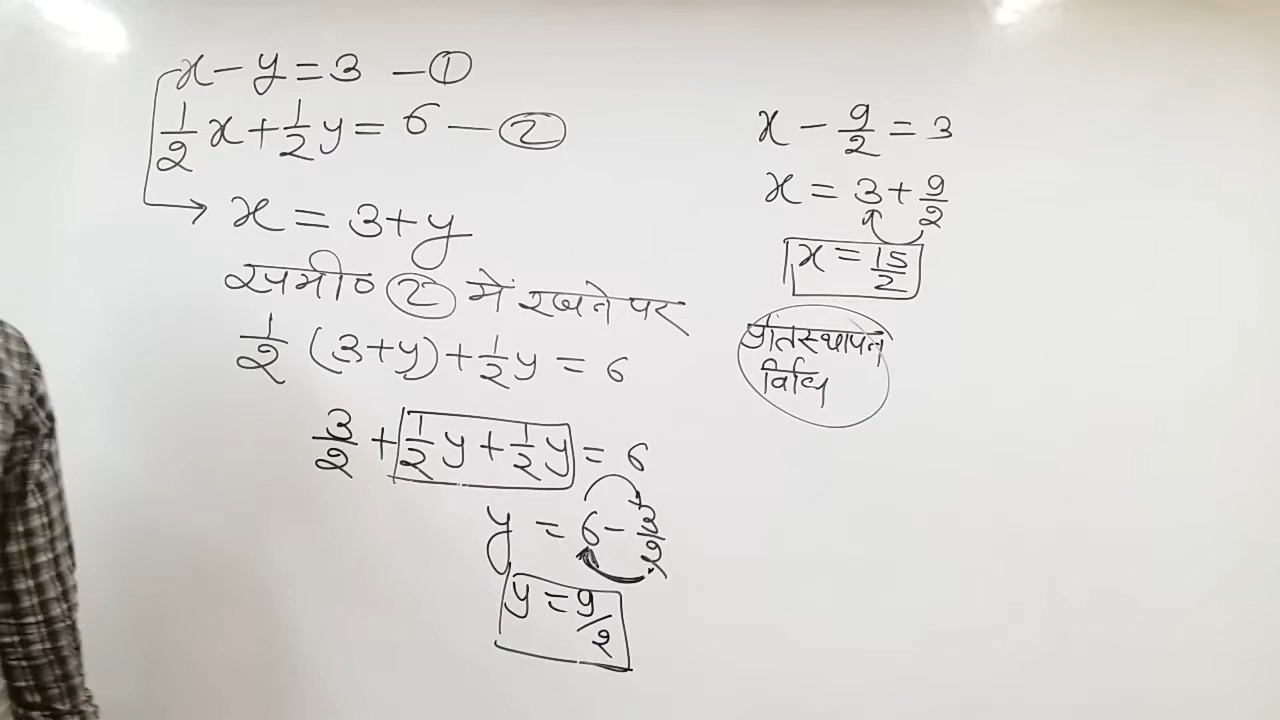 x - y = 3 - ①
1/2 x + 1/2 y = 6 - ②
→ x = 3 + y
समी० ② में रखने पर
1/2 (3+y) + 1/2 y = 6
3/2 + 1/2 y + 1/2 y = 6
y = 6 - 3/2
y = 9/2
x - 9/2 = 3
x = 3 + 9/2
x = 15/2
प्रतिस्थापन
विधि